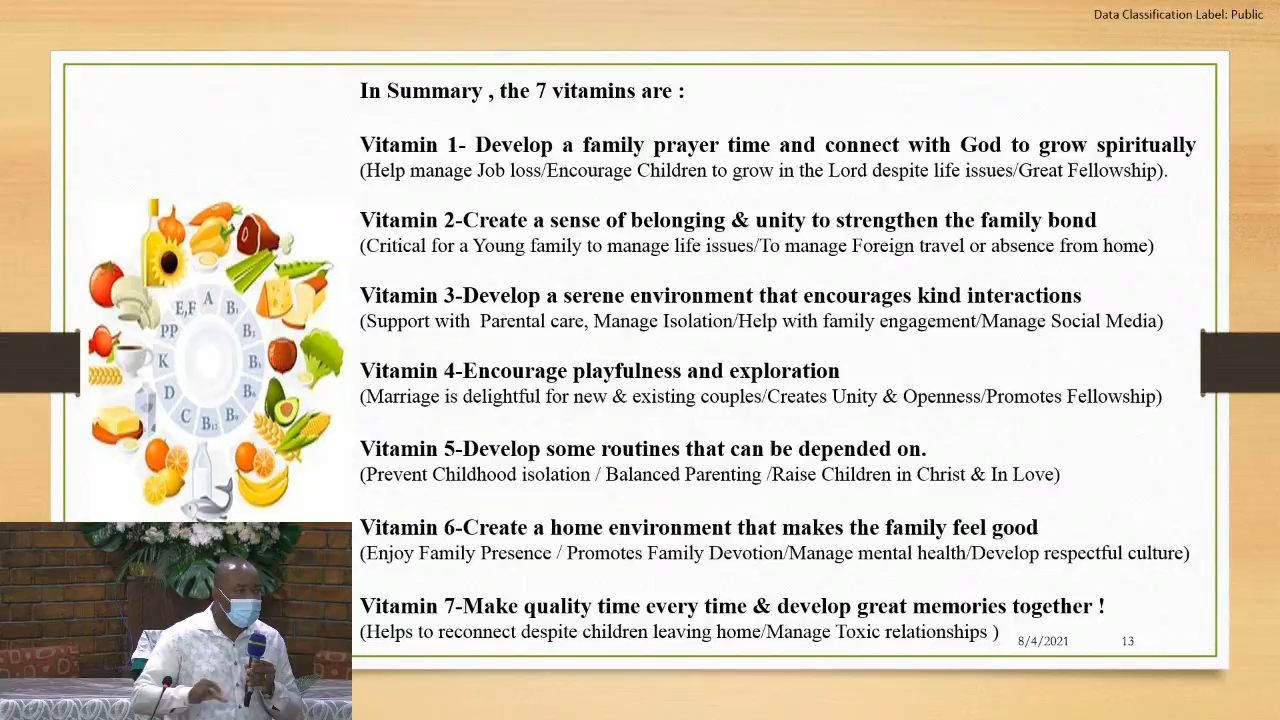 Data Classification Label: Public
In Summary , the 7 vitamins are :
Vitamin 1- Develop a family prayer time and connect with God to grow spiritually
(Help manage Job loss/Encourage Children to grow in the Lord despite life issues/Great Fellowship).
Vitamin 2-Create a sense of belonging & unity to strengthen the family bond
(Critical for a Young family to manage life issues/To manage Foreign travel or absence from home)
Vitamin 3-Develop a serene environment that encourages kind interactions
(Support with Parental care, Manage Isolation/Help with family engagement/Manage Social Media)
Vitamin 4-Encourage playfulness and exploration
(Marriage is delightful for new & existing couples/Creates Unity & Openness/Promotes Fellowship)
Vitamin 5-Develop some routines that can be depended on.
(Prevent Childhood isolation / Balanced Parenting /Raise Children in Christ & In Love)
Vitamin 6-Create a home environment that makes the family feel good
(Enjoy Family Presence / Promotes Family Devotion/Manage mental health/Develop respectful culture)
Vitamin 7-Make quality time every time & develop great memories together !
(Helps to reconnect despite children leaving home/Manage Toxic relationships )
8/4/2021 13
A
B1
B2
B6
B9
B12
C
D
K
PP
E,F